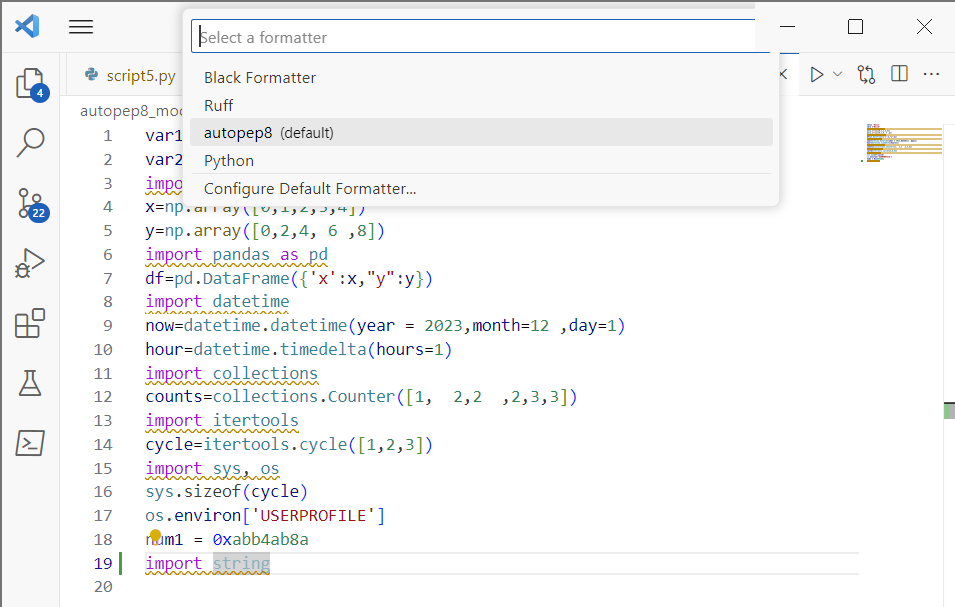 Select a formatter
Black Formatter
Ruff
autopep8 (default)
Python
Configure Default Formatter...
script5.py
4
22
autopep8_mod
1 var1
2 var2
3 impo
4 x=np.array([0,1,2,3,4])
5 y=np.array([0,2,4, 6 ,8])
6 import pandas as pd
7 df=pd.DataFrame({'x':x,"y":y})
8 import datetime
9 now=datetime.datetime(year = 2023,month=12 ,day=1)
10 hour=datetime.timedelta(hours=1)
11 import collections
12 counts=collections.Counter([1,  2,2  ,2,3,3])
13 import itertools
14 cycle=itertools.cycle([1,2,3])
15 import sys, os
16 sys.sizeof(cycle)
17 os.environ['USERPROFILE']
18 num1 = 0xabb4ab8a
19 import string
20